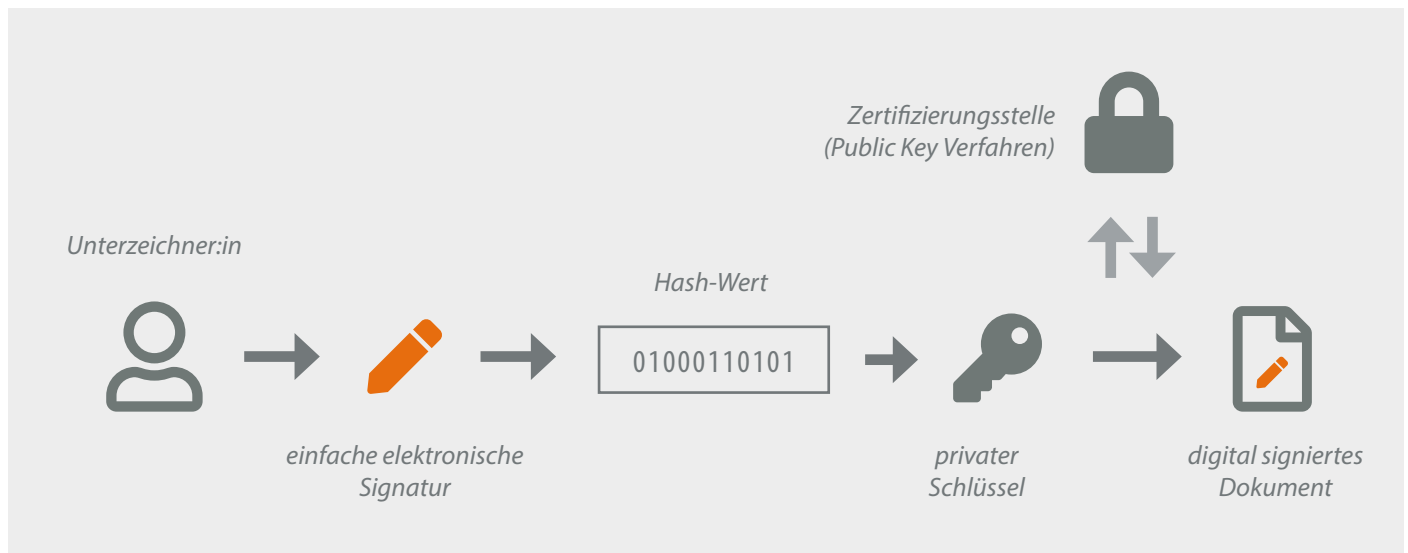 Zertifizierungsstelle
(Public Key Verfahren)
Unterzeichner:in
Hash-Wert
01000110101
einfache elektronische
Signatur
privater
Schlüssel
digital signiertes
Dokument